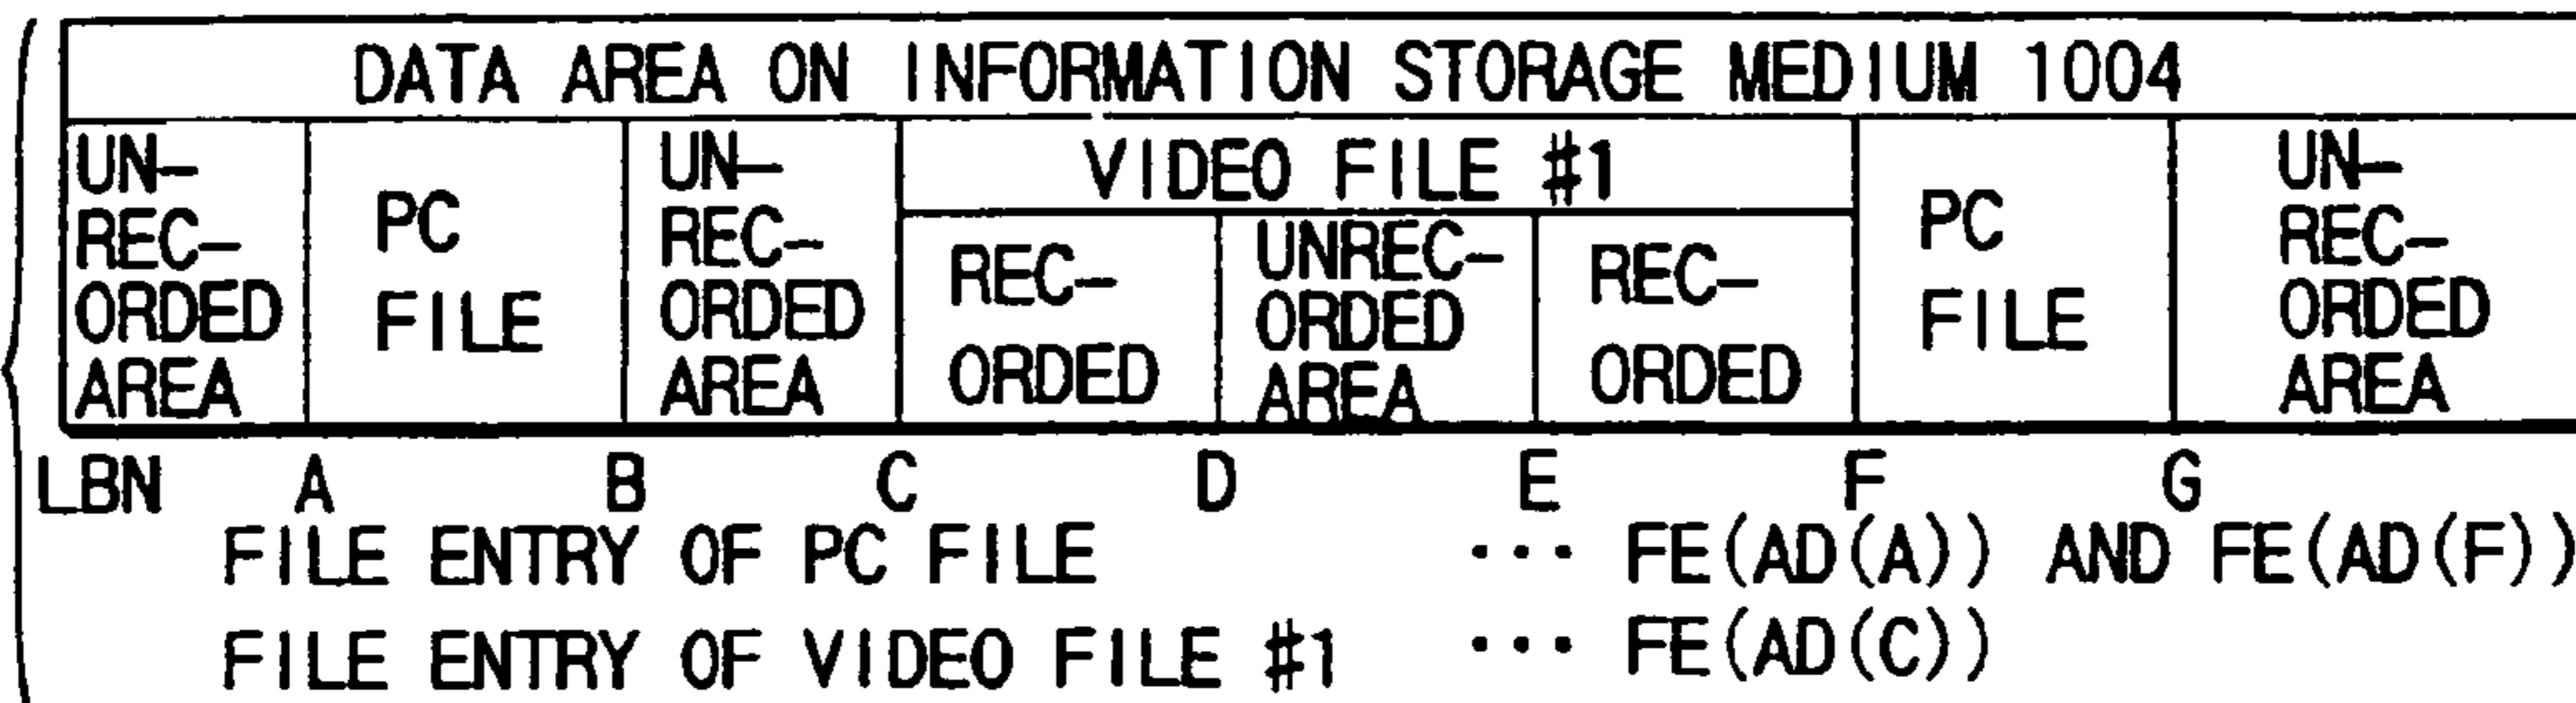 DATA AREA ON INFORMATION STORAGE MEDIUM 1004
UN-
REC-
ORDED
AREA
PC
FILE
UN-
REC-
ORDED
AREA
VIDEO FILE #1
REC-
ORDED
UNREC-
ORDED
AREA
REC-
ORDED
PC
FILE
UN-
REC-
ORDED
AREA
LBN A B C D E F G
FILE ENTRY OF PC FILE ··· FE(AD(A)) AND FE(AD(F))
FILE ENTRY OF VIDEO FILE #1 ··· FE(AD(C))